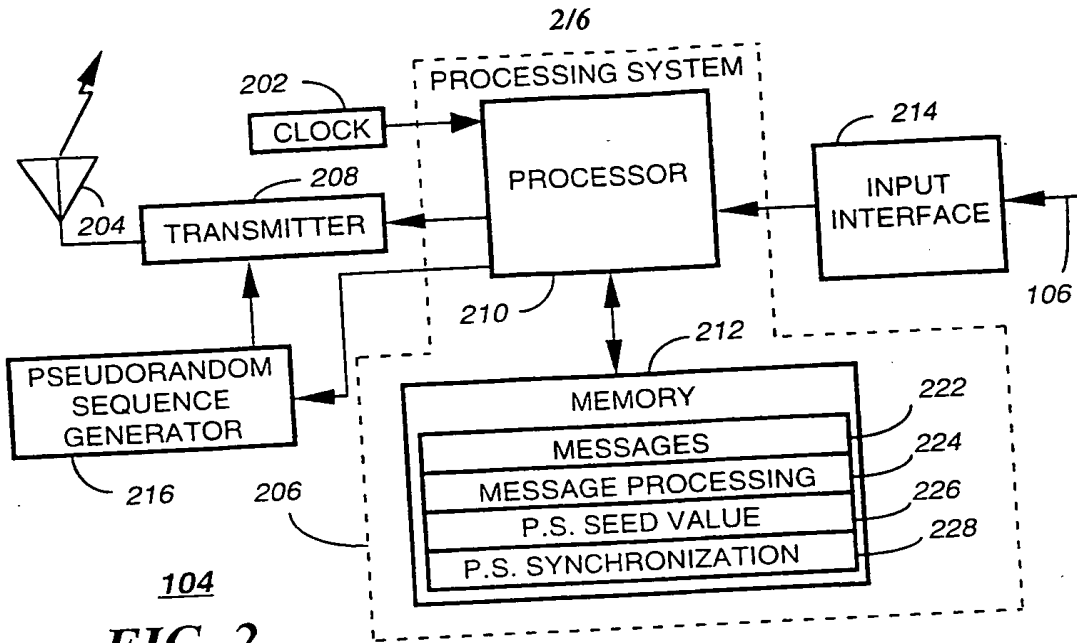 2/6
PROCESSING SYSTEM
202
CLOCK
PROCESSOR
214
INPUT
INTERFACE
204
208
TRANSMITTER
210
106
212
PSEUDORANDOM
SEQUENCE
GENERATOR
216
206
MEMORY
222
MESSAGES
224
MESSAGE PROCESSING
226
P.S. SEED VALUE
228
P.S. SYNCHRONIZATION
104
FIG. 2